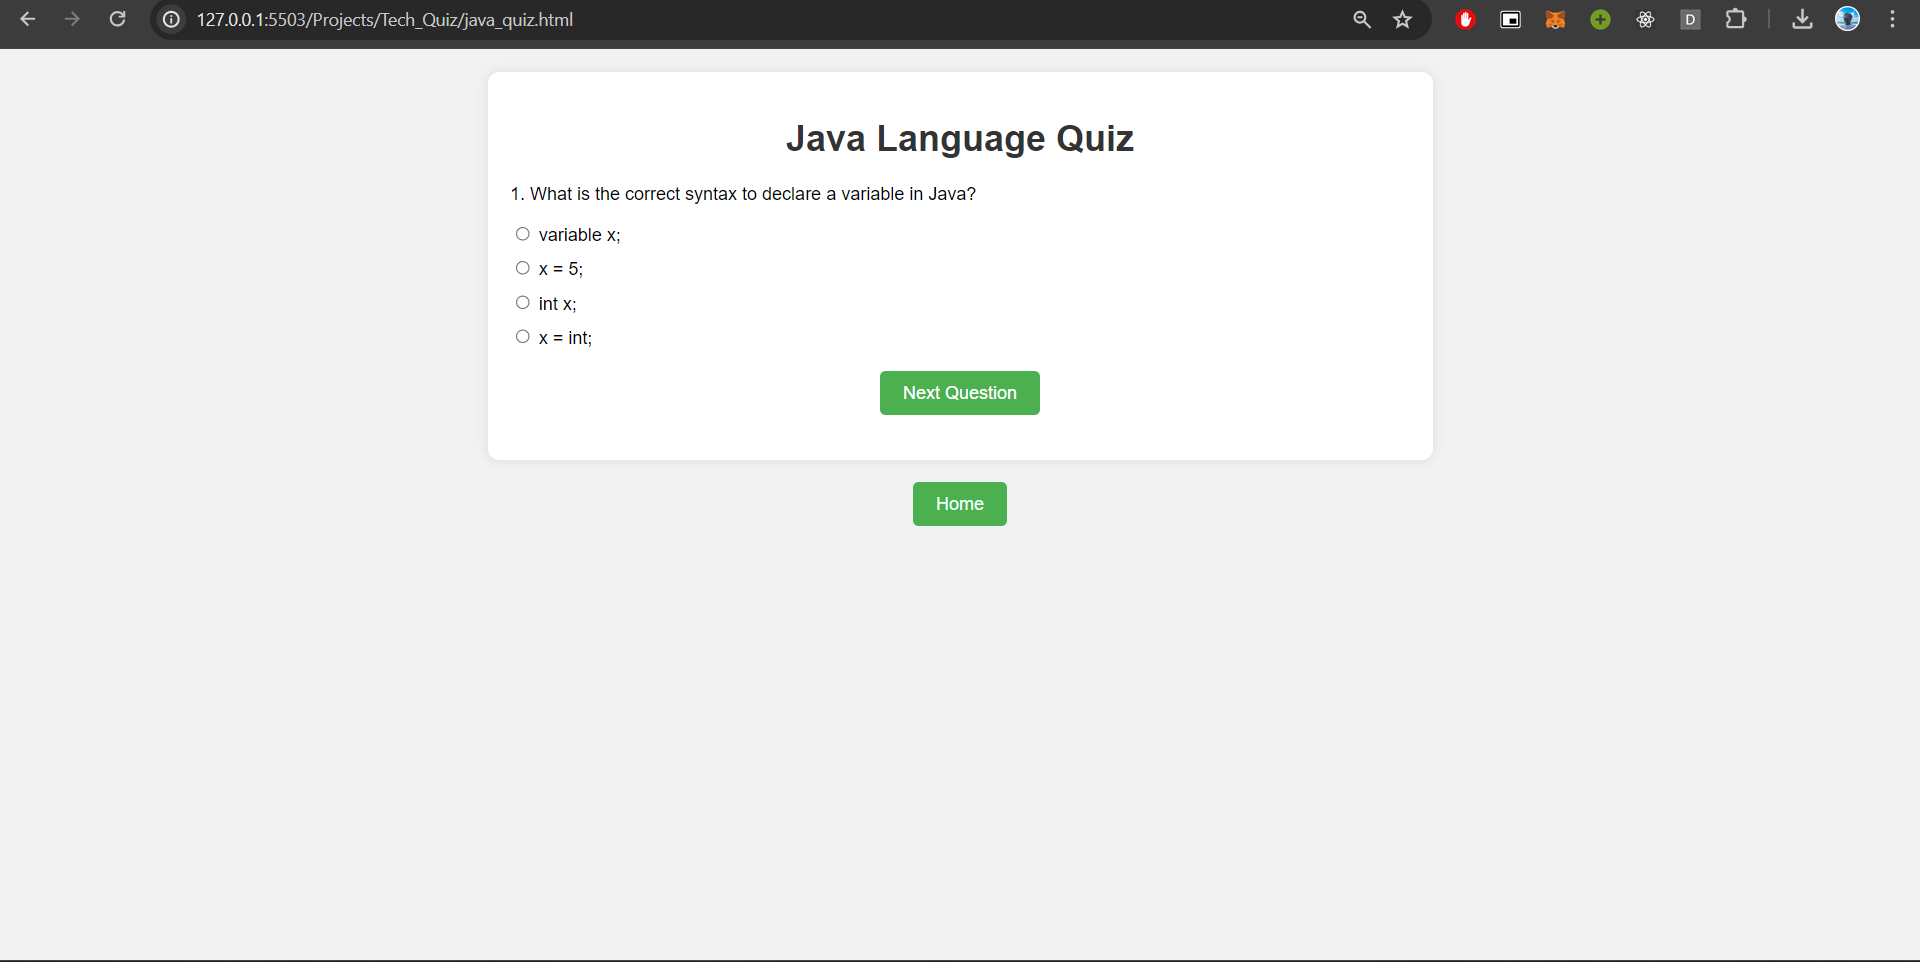 127.0.0.1:5503/Projects/Tech_Quiz/java_quiz.html
D
Java Language Quiz
1. What is the correct syntax to declare a variable in Java?
variable x;
x = 5;
int x;
x = int;
Next Question
Home